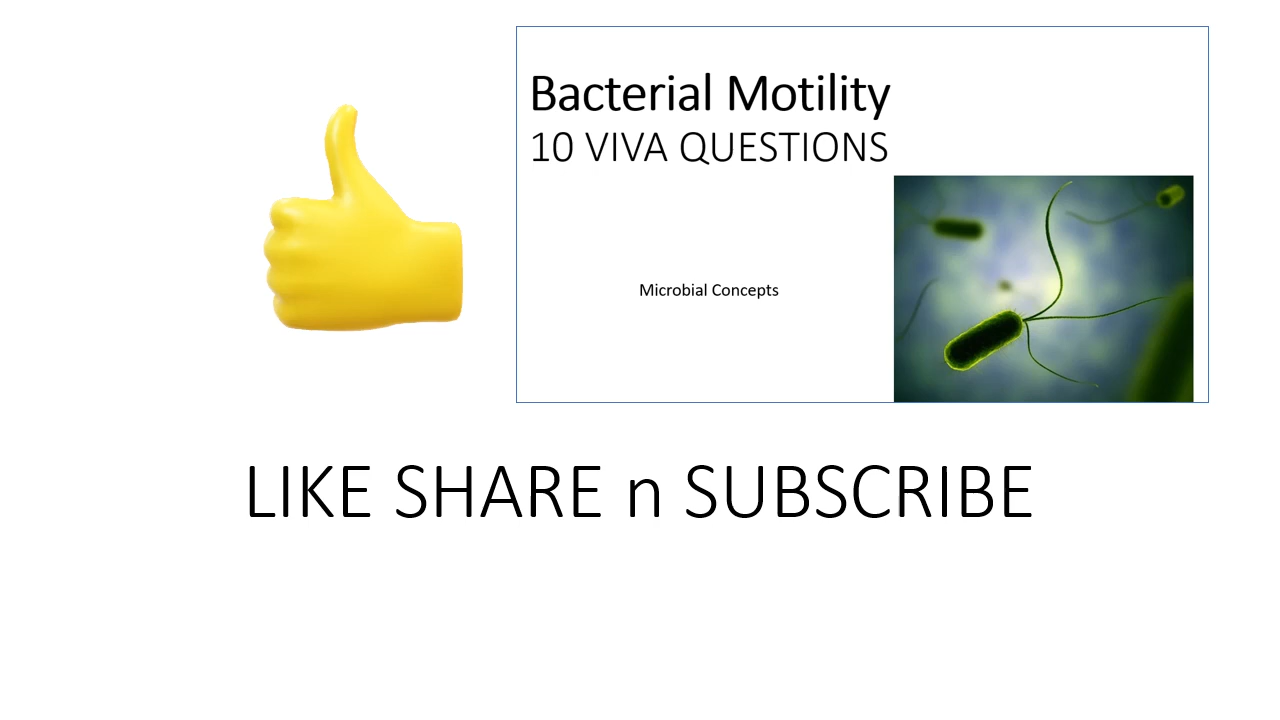 Bacterial Motility
10 VIVA QUESTIONS
Microbial Concepts
LIKE SHARE n SUBSCRIBE